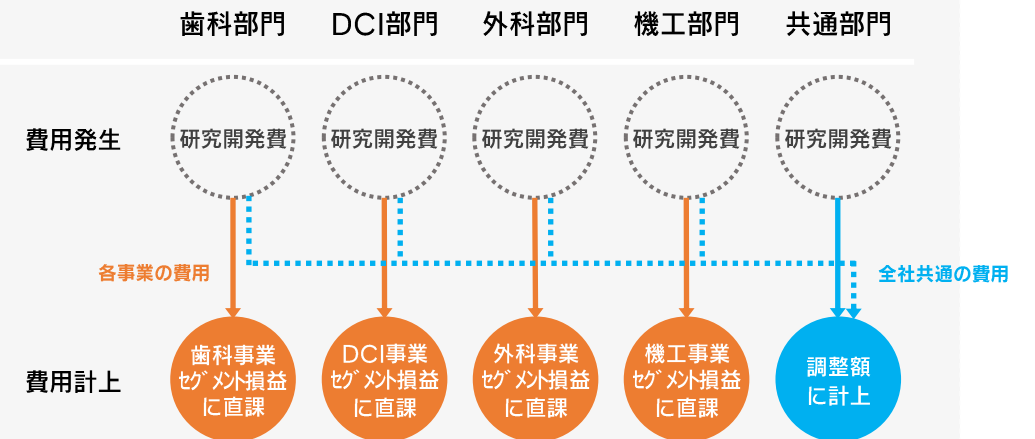 歯科部門
DCI部門
外科部門
機工部門
共通部門
費用発生
研究開発費
研究開発費
研究開発費
研究開発費
研究開発費
各事業の費用
全社共通の費用
費用計上
歯科事業
セグメント損益
に直課
DCI事業
セグメント損益
に直課
外科事業
セグメント損益
に直課
機工事業
セグメント損益
に直課
調整額
に計上